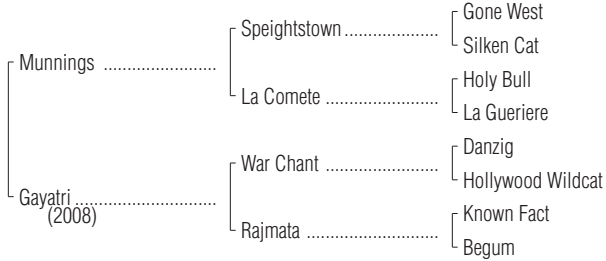 Gone West
Speightstown
Silken Cat
Munnings
Holy Bull
La Comete
La Gueriere
Danzig
War Chant
Hollywood Wildcat
Gayatri
(2008)
Known Fact
Rajmata
Begum